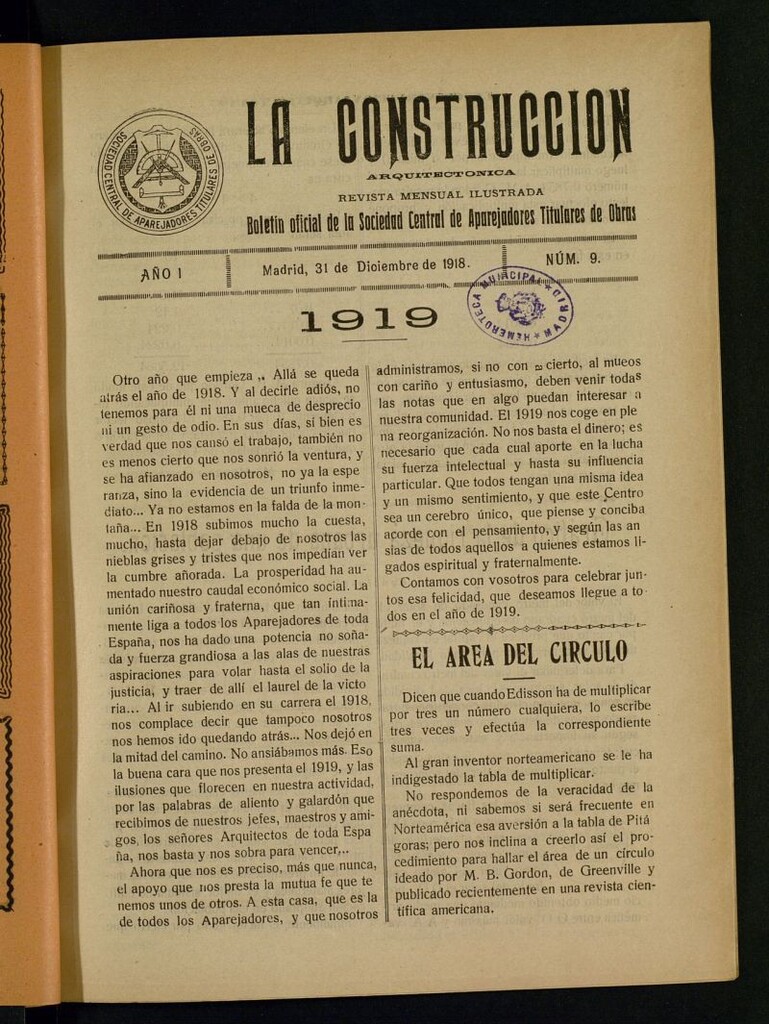 SOCIEDAD CENTRAL DE APAREJADORES TITULARES DE OBRAS
LA CONSTRUCCION
ARQUITECTONICA
REVISTA MENSUAL ILUSTRADA
Boletín oficial de la Sociedad Central de Aparejadores Titulares de Obras
AÑO I
Madrid, 31 de Dioiembre de 1918.
NÚM. 9.
HEMEROTECA MUNICIPAL
MADRID
1919
Otro año que empieza ,. Allá se queda
atrás el año de 1918. Y al decirle adiós, no
tenemos para él ni una mueca de desprecio
ni un gesto de odio. En sus días, si bien es
verdad que nos cansó el trabajo, también no
es menos cierto que nos sonrió la ventura, y
se ha afianzado en nosotros, no ya la espe
ranza, sino la evidencia de un triunfo inme-
diato... Ya no estamos en la falda de la mon-
taña... En 1918 subimos mucho la cuesta,
mucho, hasta dejar debajo de nosotros las
nieblas grises y tristes que nos impedían ver
la cumbre añorada. La prosperidad ha au-
mentado nuestro caudal económico social. La
unión cariñosa y fraterna, que tan íntima-
mente liga a todos los Aparejadores de toda
España, nos ha dado una potencia no soña-
da y fuerza grandiosa a las alas de nuestras
aspiraciones para volar hasta el solio de la
justicia, y traer de allí el laurel de la victo
ria... Al ir subiendo en su carrera el 1918,
nos complace decir que tampoco nosotros
nos hemos ido quedando atrás... Nos dejó en
la mitad del camino. No ansiábamos más. Eso
la buena cara que nos presenta el 1919, y las
ilusiones que florecen en nuestra actividad,
por las palabras de aliento y galardón que
recibimos de nuestros jefes, maestros y ami-
gos, los señores Arquitectos de toda Espa
ña, nos basta y nos sobra para vencer,..
Ahora que nos es preciso, más que nunca,
el apoyo que nos presta la mutua fe que te
nemos unos de otros. A esta casa, que es la
de todos los Aparejadores, y que nosotros
administramos, si no con cierto, al mueos
con cariño y entusiasmo, deben venir todas
las notas que en algo puedan interesar a
nuestra comunidad. El 1919 nos coge en ple
na reorganización. No nos basta el dinero; es
necesario que cada cual aporte en la lucha
su fuerza intelectual y hasta su influencia
particular. Que todos tengan una misma idea
y un mismo sentimiento, y que este Centro
sea un cerebro único, que piense y conciba
acorde con el pensamiento, y según las an
sias de todos aquellos a quienes estamos li-
gados espiritual y fraternalmente.
Contamos con vosotros para celebrar jun-
tos esa felicidad, que deseamos llegue a to-
dos en el año de 1919.
EL AREA DEL CIRCULO
Dicen que cuando Edisson ha de multiplicar
por tres un número cualquiera, lo escribe
tres veces y efectúa la correspondiente
suma.
Al gran inventor norteamericano se le ha
indigestado la tabla de multiplicar.
No respondemos de la veracidad de la
anécdota, ni sabemos si será frecuente en
Norteamérica esa aversión a la tabla de Pitá
goras; pero nos inclina a creerlo así el pro-
cedimiento para hallar el área de un círculo
ideado por M. B. Gordon, de Greenville y
publicado recientemente en una revista cien-
tífica americana.